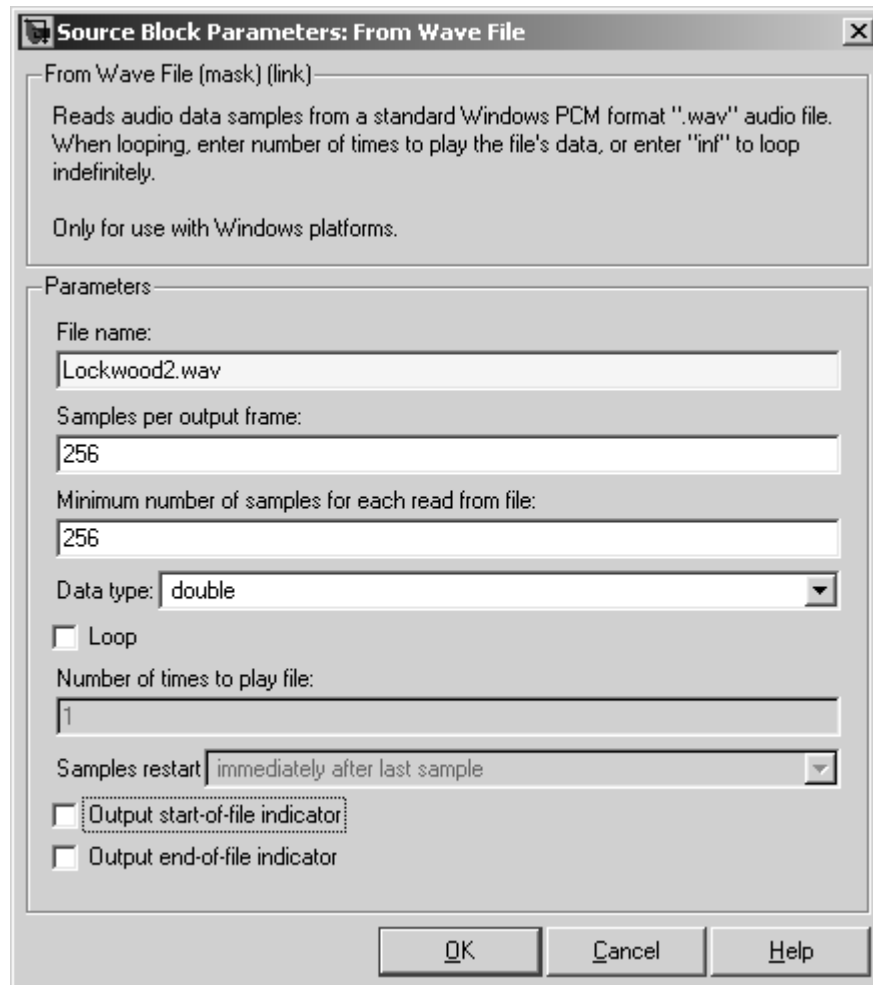 Source Block Parameters: From Wave File
From Wave File (mask) (link)
Reads audio data samples from a standard Windows PCM format ".wav" audio file.
When looping, enter number of times to play the file's data, or enter "inf" to loop
indefinitely.
Only for use with Windows platforms.
Parameters
File name:
Lockwood2.wav
Samples per output frame:
256
Minimum number of samples for each read from file:
256
Data type: double
Loop
Number of times to play file:
1
Samples restart immediately after last sample
Output start-of-file indicator
Output end-of-file indicator
OK Cancel Help